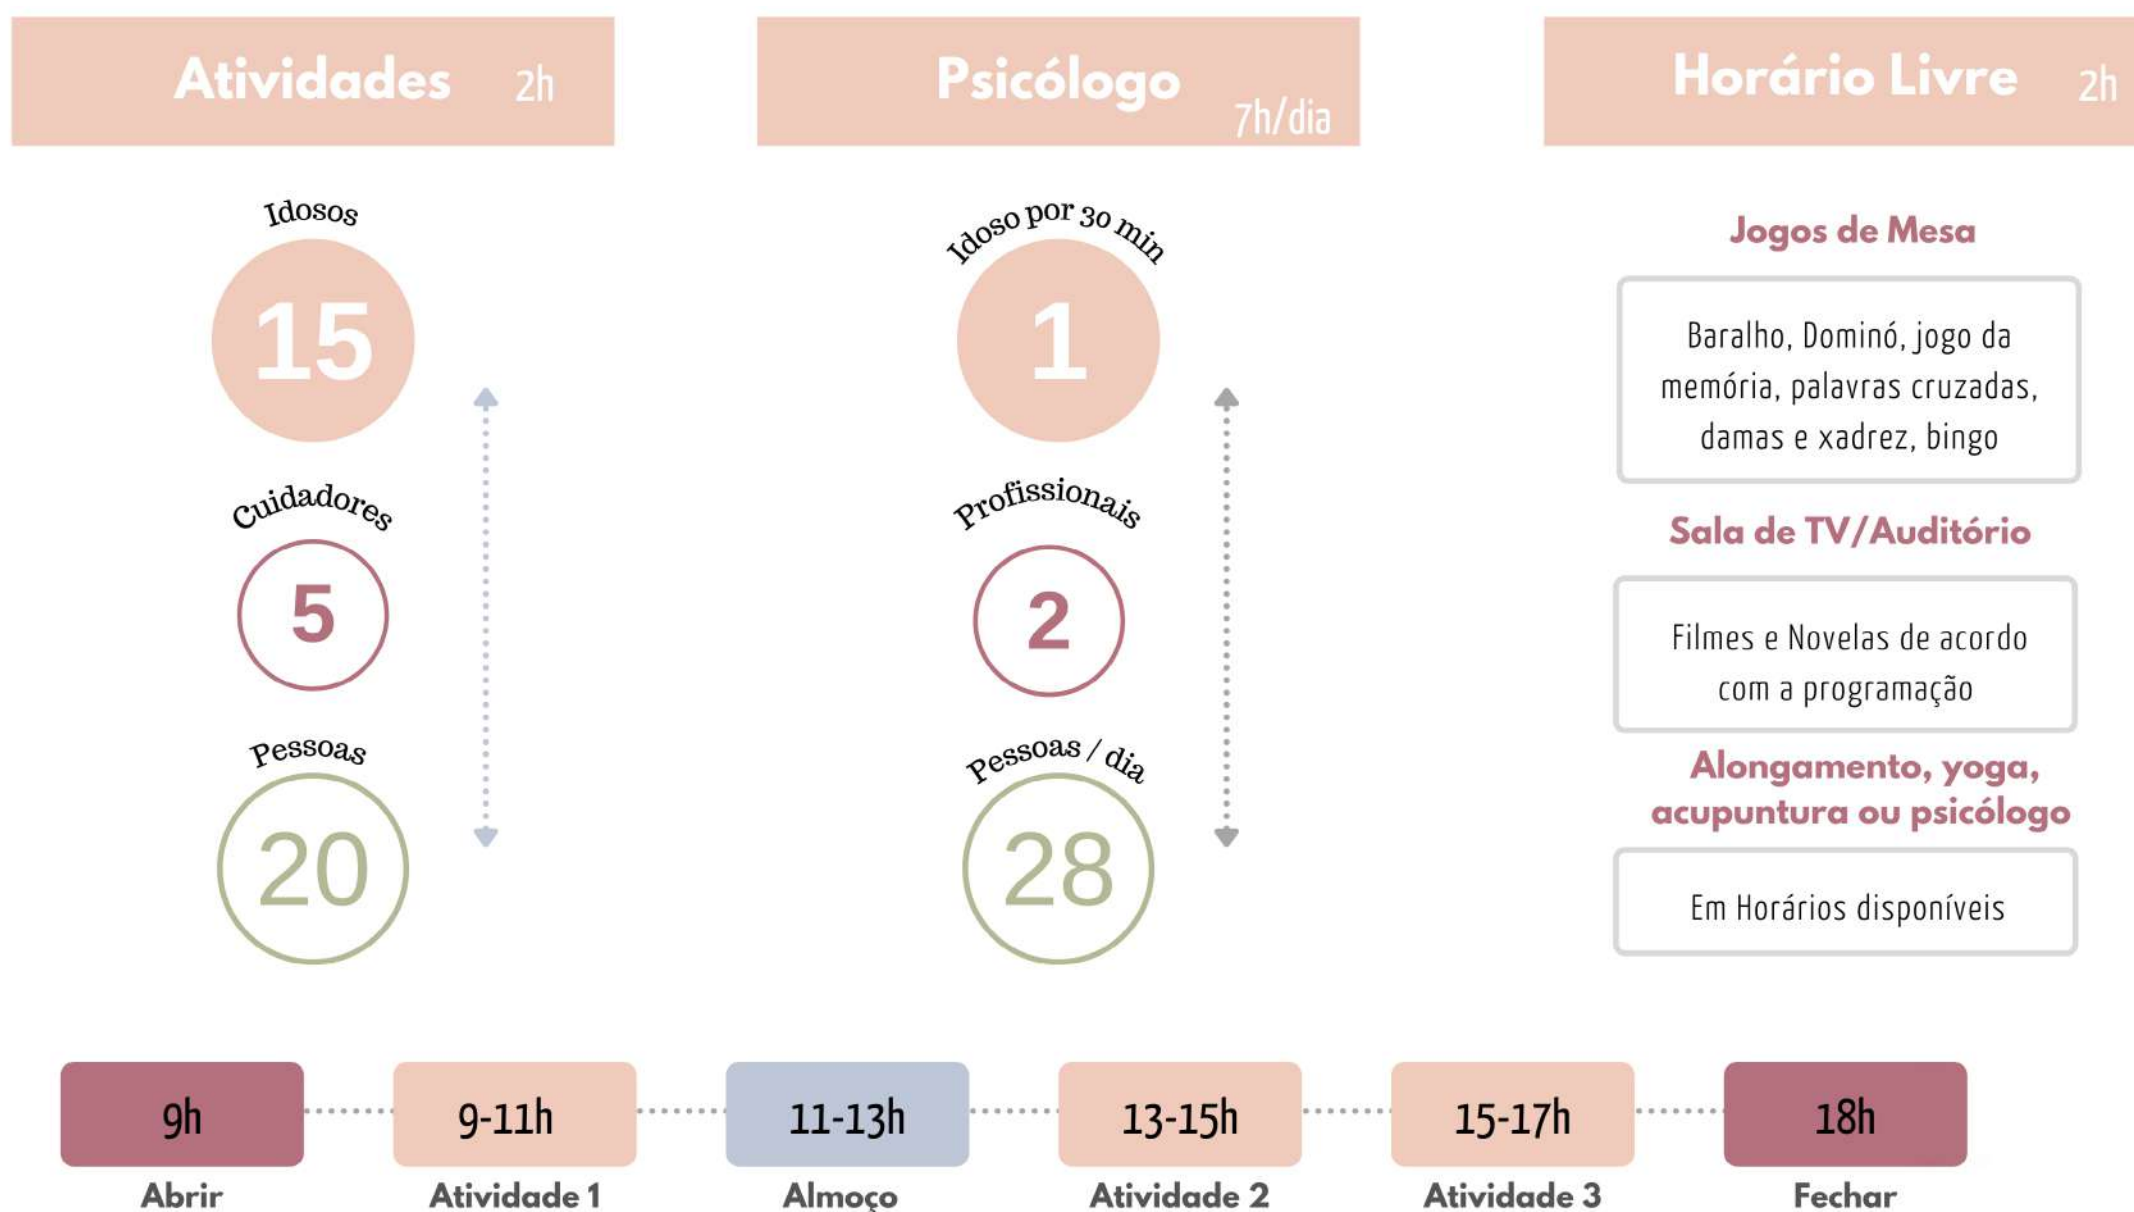 Atividades 2h
Idosos
15
Cuidadores
5
Pessoas
20
Psicólogo 7h/dia
Idoso por 30 min
1
Profissionais
2
Pessoas / dia
28
Horário Livre 2h
Jogos de Mesa
Baralho, Dominó, jogo da
memória, palavras cruzadas,
damas e xadrez, bingo
Sala de TV/Auditório
Filmes e Novelas de acordo
com a programação
Alongamento, yoga,
acupuntura ou psicólogo
Em Horários disponíveis
9h
Abrir
9-11h
Atividade 1
11-13h
Almoço
13-15h
Atividade 2
15-17h
Atividade 3
18h
Fechar